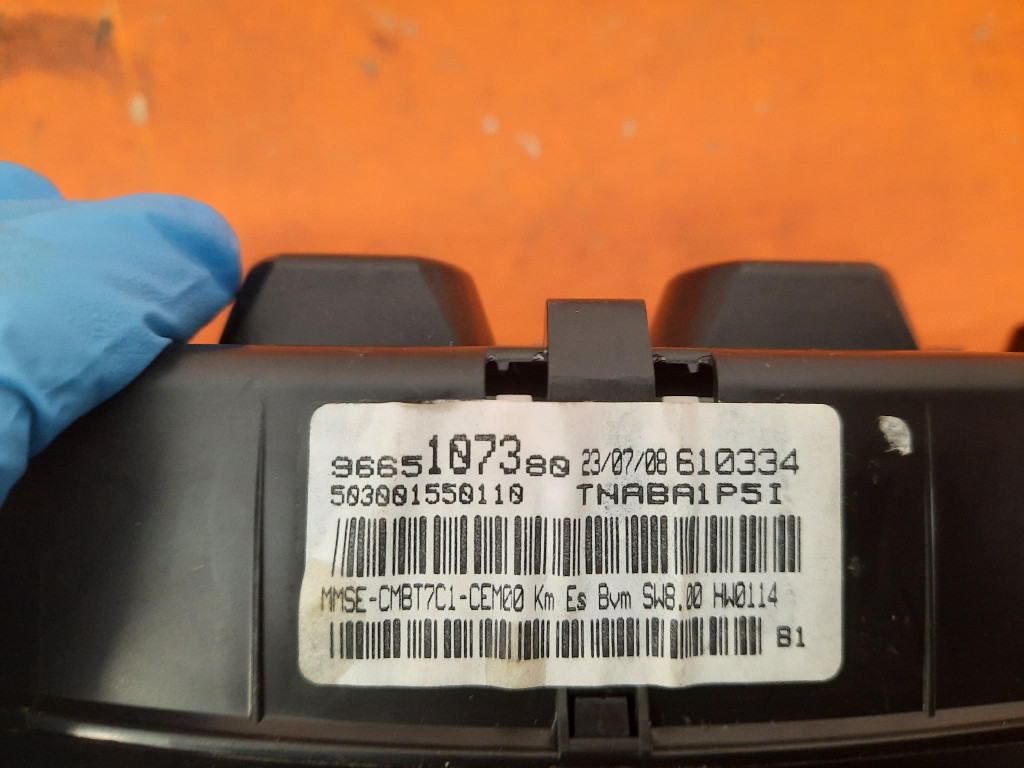 9665107380 23/07/08 610334
503001550110 TNABA1P5I
MMSE-CMBT7C1-CEM00 Km Es Bvm SW8.00 HW0114
B1